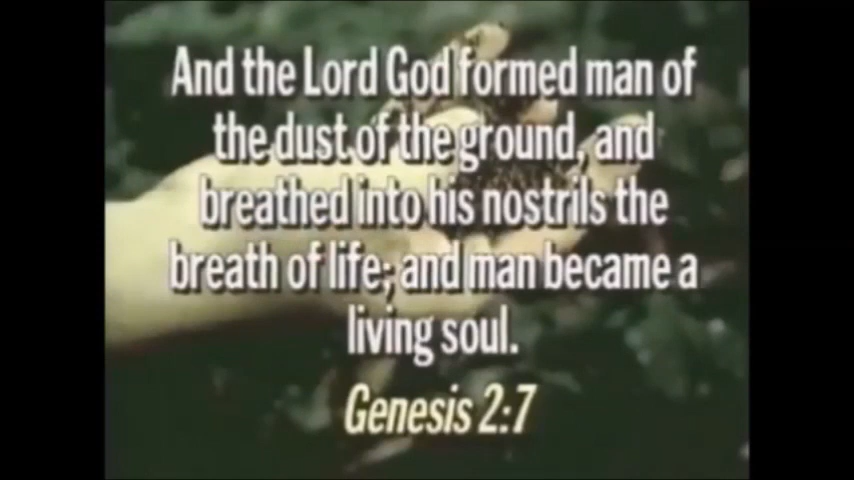 And the Lord God formed man of
the dust of the ground, and
breathed into his nostrils the
breath of life; and man became a
living soul.
Genesis 2:7